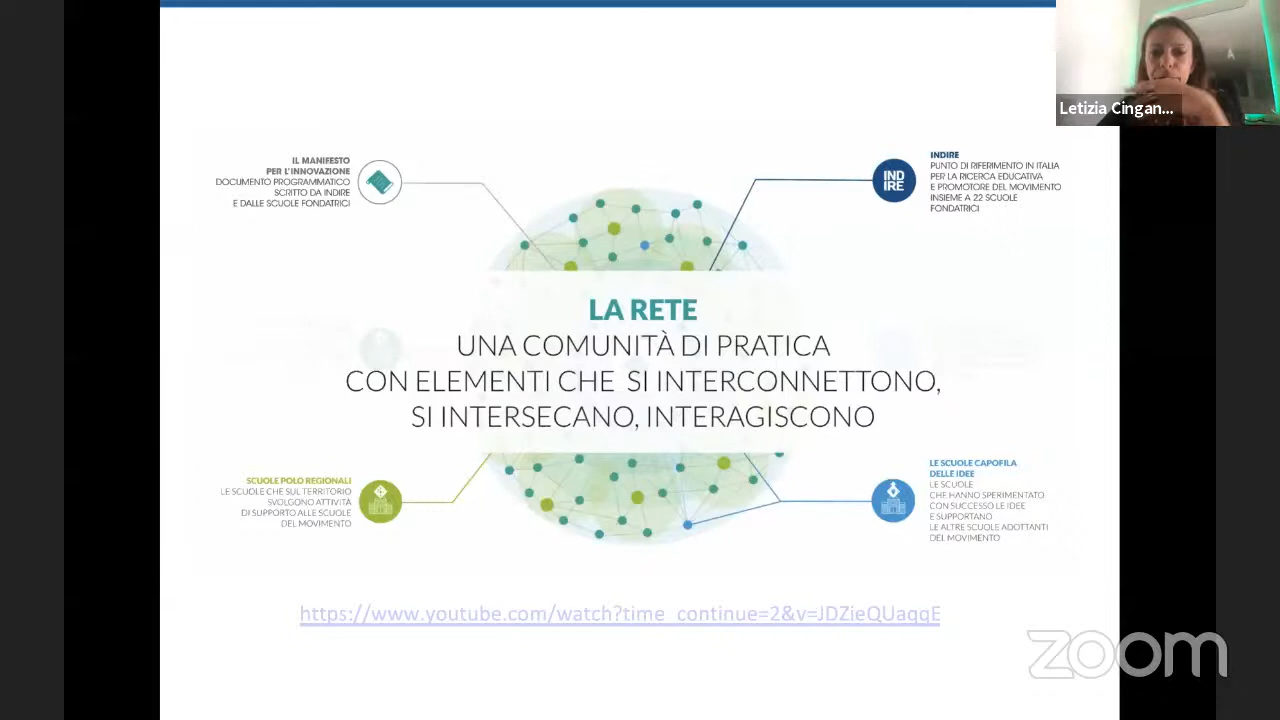 Letizia Cingan...
IL MANIFESTO
PER L'INNOVAZIONE
DOCUMENTO PROGRAMMATICO
SCRITTO DA INDIRE
E DALLE SCUOLE FONDATRICI
IND
IRE
INDIRE
PUNTO DI RIFERIMENTO IN ITALIA
PER LA RICERCA EDUCATIVA
E PROMOTORE DEL MOVIMENTO
INSIEME A 22 SCUOLE
FONDATRICI
LA RETE
UNA COMUNITÀ DI PRATICA
CON ELEMENTI CHE SI INTERCONNETTONO,
SI INTERSECANO, INTERAGISCONO
SCUOLE POLO REGIONALI
LE SCUOLE CHE SUL TERRITORIO
SVOLGONO ATTIVITÀ
DI SUPPORTO ALLE SCUOLE
DEL MOVIMENTO
LE SCUOLE CAPOFILA
DELLE IDEE
LE SCUOLE
CHE HANNO SPERIMENTATO
CON SUCCESSO LE IDEE
E SUPPORTANO
LE ALTRE SCUOLE ADOTTANTI
DEL MOVIMENTO
https://www.youtube.com/watch?time_continue=2&v=JDZieQUaqqE
zoom